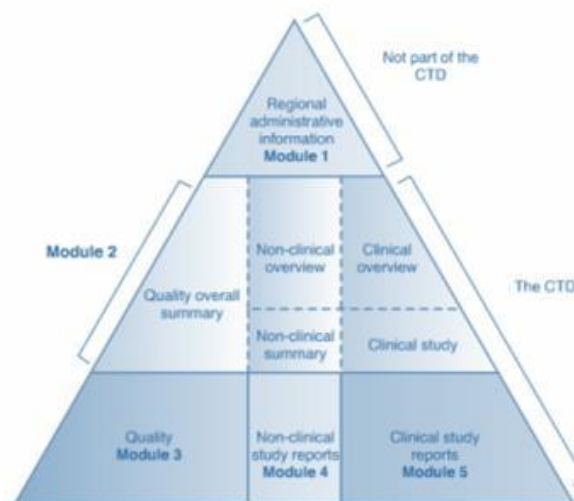 Not part of the
CTD
Regional
administrative
information
Module 1
Module 2
Non-clinical
overview
Clinical
overview
The CTD
Quality overall
summary
Non-clinical
summary
Clinical study
Quality
Module 3
Non-clinical
study reports
Module 4
Clinical study
reports
Module 5